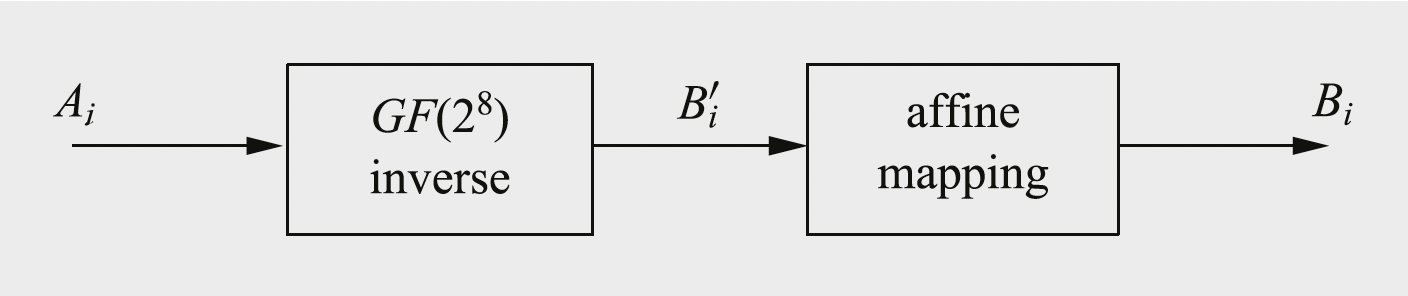 A_i
GF(2^8)
inverse
B'_i
affine
mapping
B_i